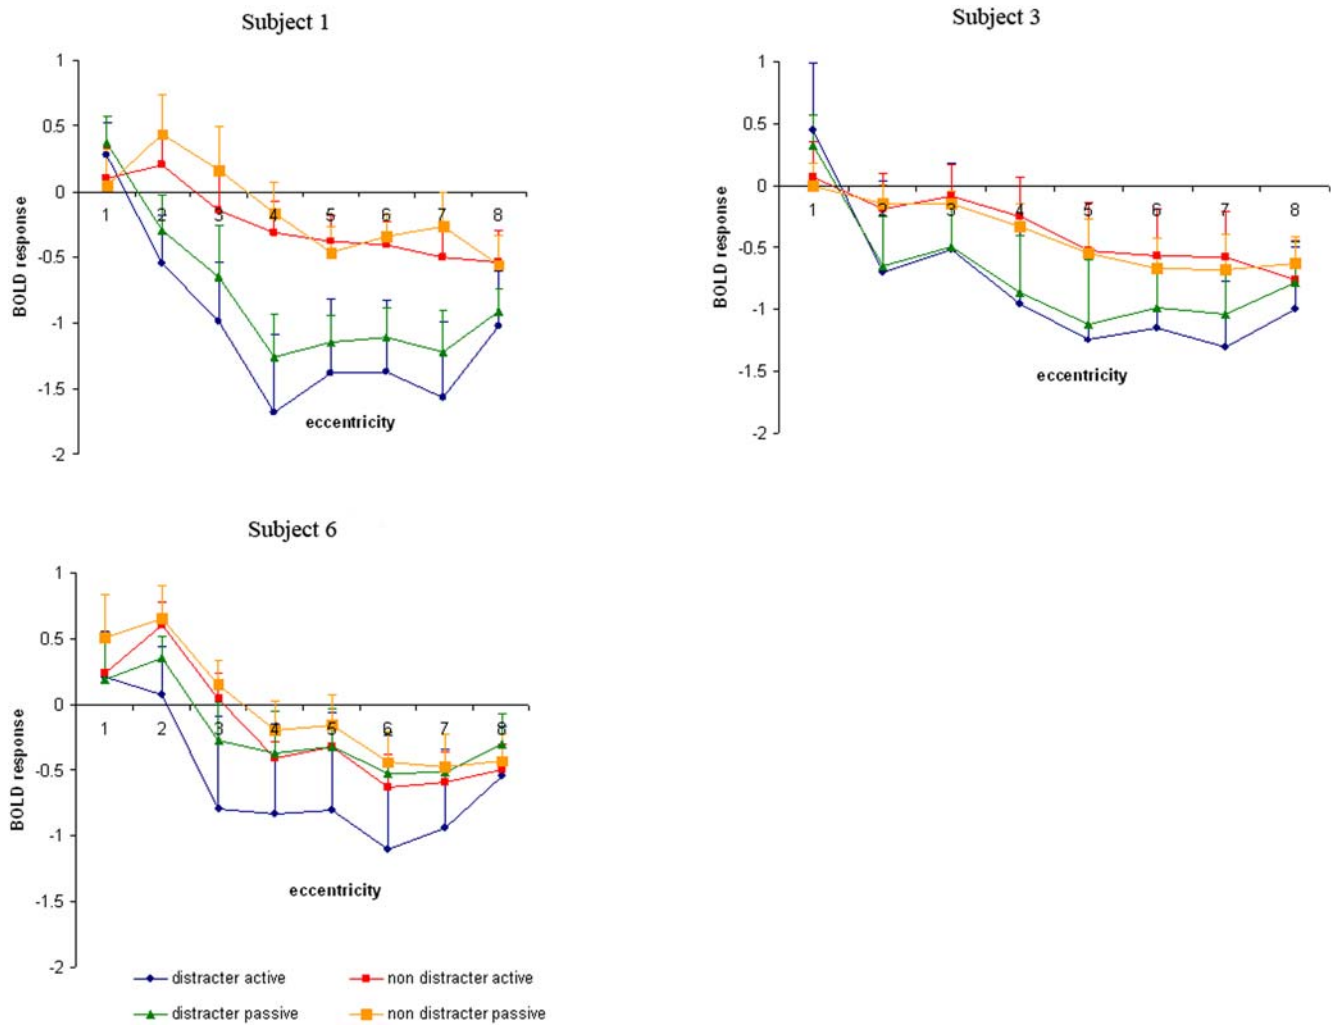 Subject 1
1
0.5
0
-0.5
-1
-1.5
-2
BOLD response
1 2 3 4 5 6 7 8
eccentricity
Subject 3
1
0.5
0
-0.5
-1
-1.5
-2
BOLD response
1 2 3 4 5 6 7 8
eccentricity
Subject 6
1
0.5
0
-0.5
-1
-1.5
-2
BOLD response
1 2 3 4 5 6 7 8
eccentricity
distracter active
non distracter active
distracter passive
non distracter passive